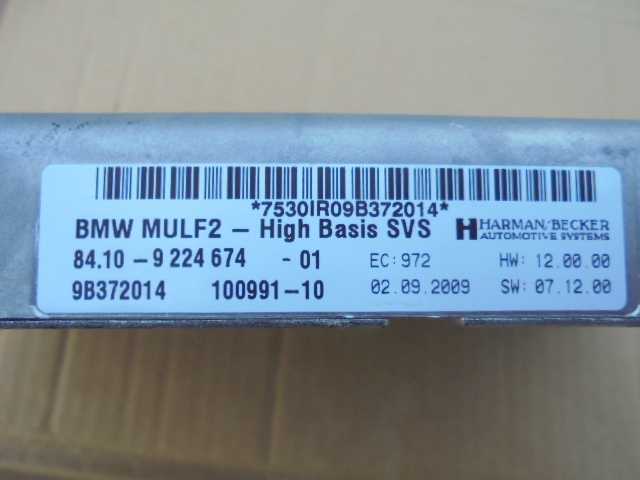 *7530IR09B372014*
BMW MULF2 – High Basis SVS HARMAN/BECKER
AUTOMOTIVE SYSTEMS
84.10 – 9 224 674 - 01 EC: 972 HW: 12.00.00
9B372014 100991–10 02.09.2009 SW: 07.12.00